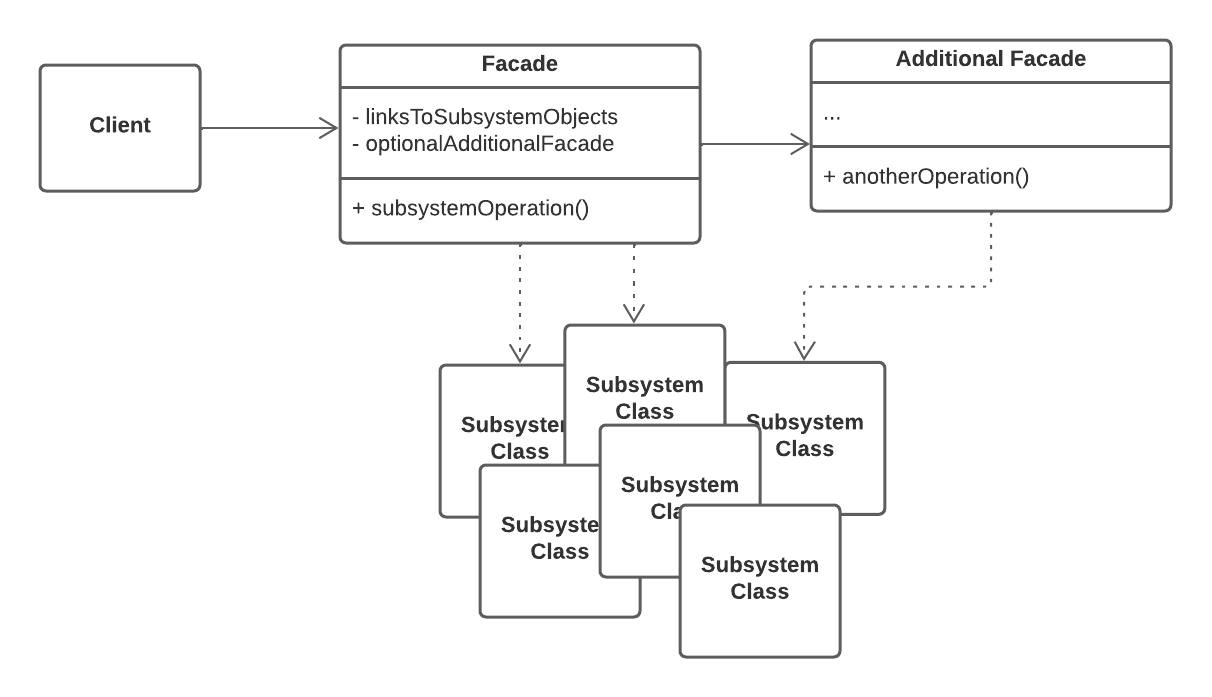 Client
Facade
- linksToSubsystemObjects
- optionalAdditionalFacade
+ subsystemOperation()
Additional Facade
...
+ anotherOperation()
Subsystem
Class
Subsystem
Class
Subsystem
Class
Subsystem
Cla
Subsyste
Class
Subsystem
Class